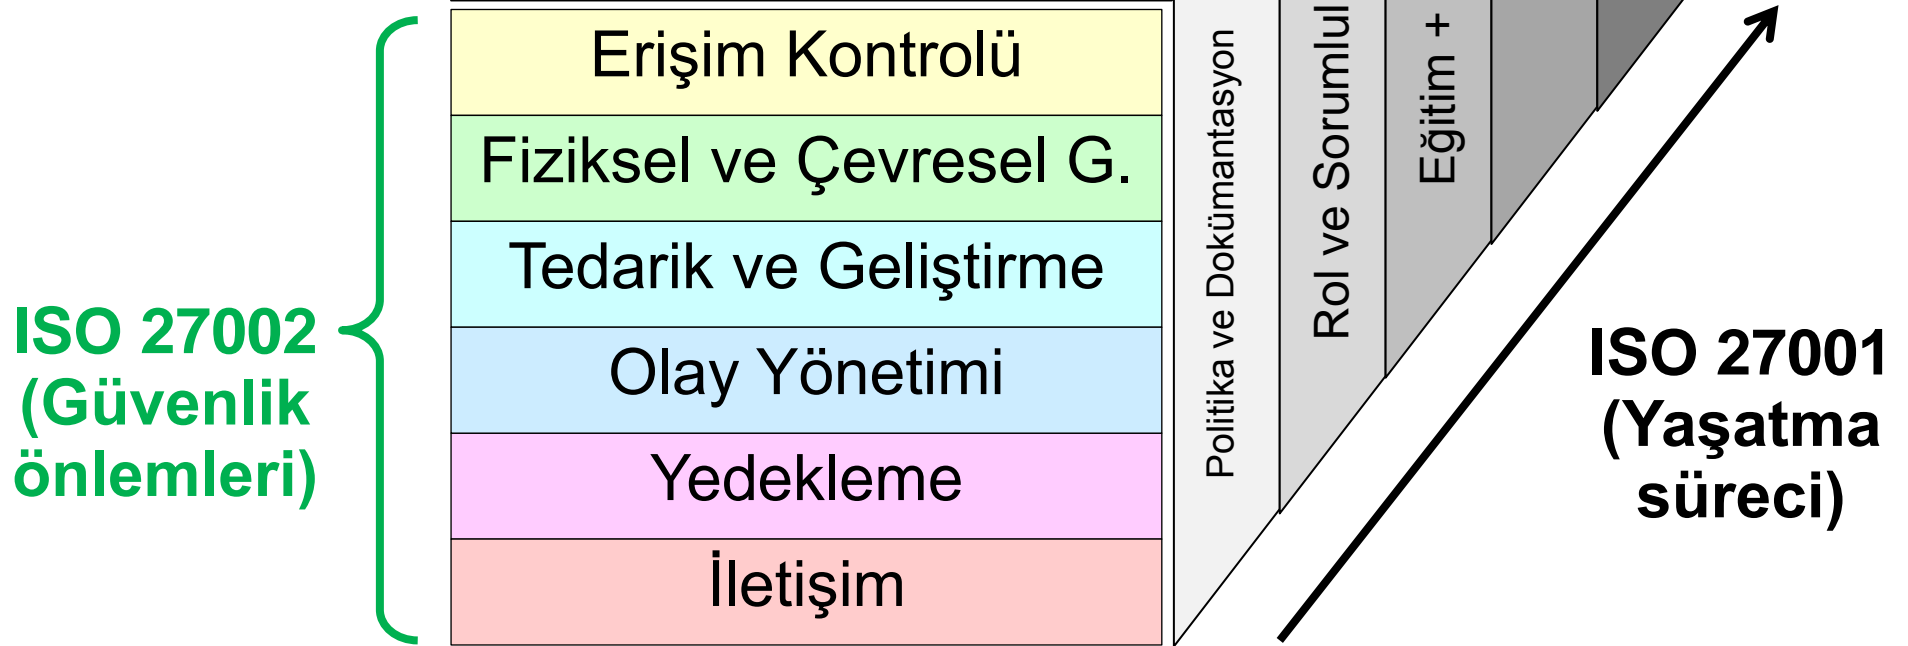 Erişim Kontrolü
Fiziksel ve Çevresel G.
Tedarik ve Geliştirme
Olay Yönetimi
Yedekleme
İletişim
ISO 27002
(Güvenlik
önlemleri)
Politika ve Dokümantasyon
Rol ve
Eğitim +
ISO 27001
(Yaşatma
süreci)